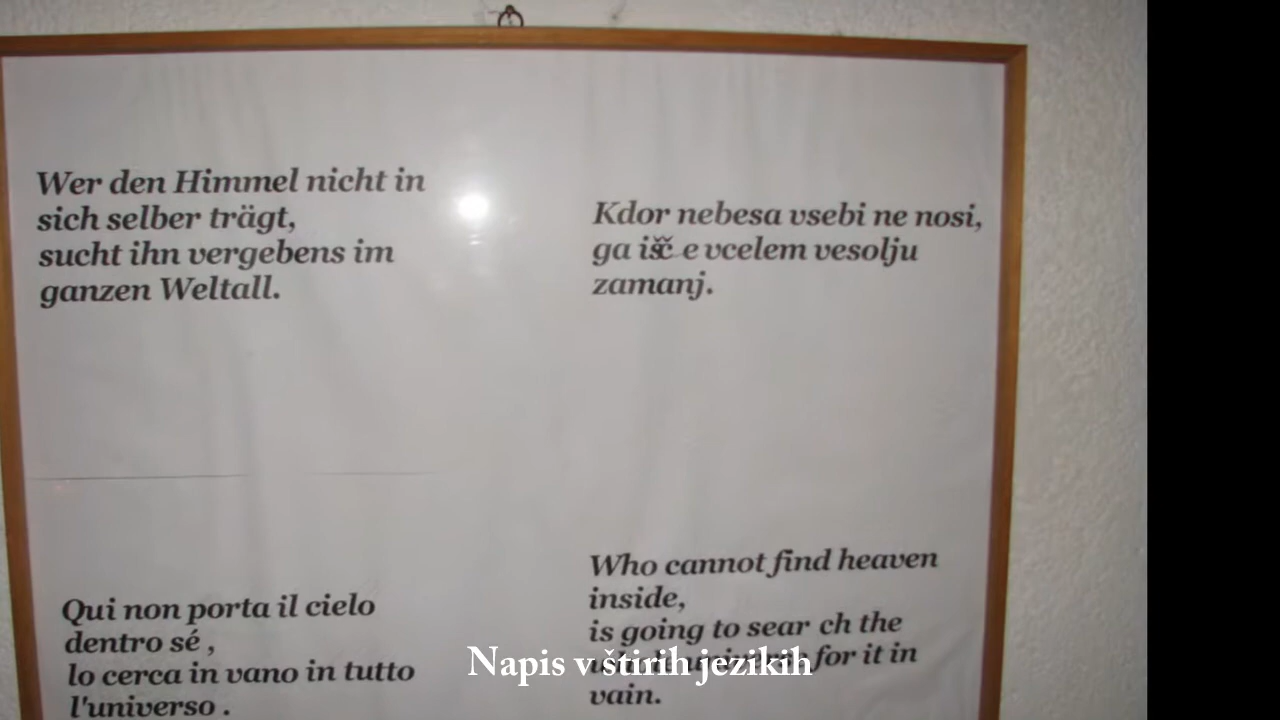 Wer den Himmel nicht in
sich selber trägt,
sucht ihn vergebens im
ganzen Weltall.
Kdor nebesa vsebi ne nosi,
ga išč e vcelem vesolju
zamanj.
Qui non porta il cielo
dentro sé ,
lo cerca in vano in tutto
l'universo .
Who cannot find heaven
inside,
is going to sear ch the
for it in
vain.
Napis v štirih jezikih